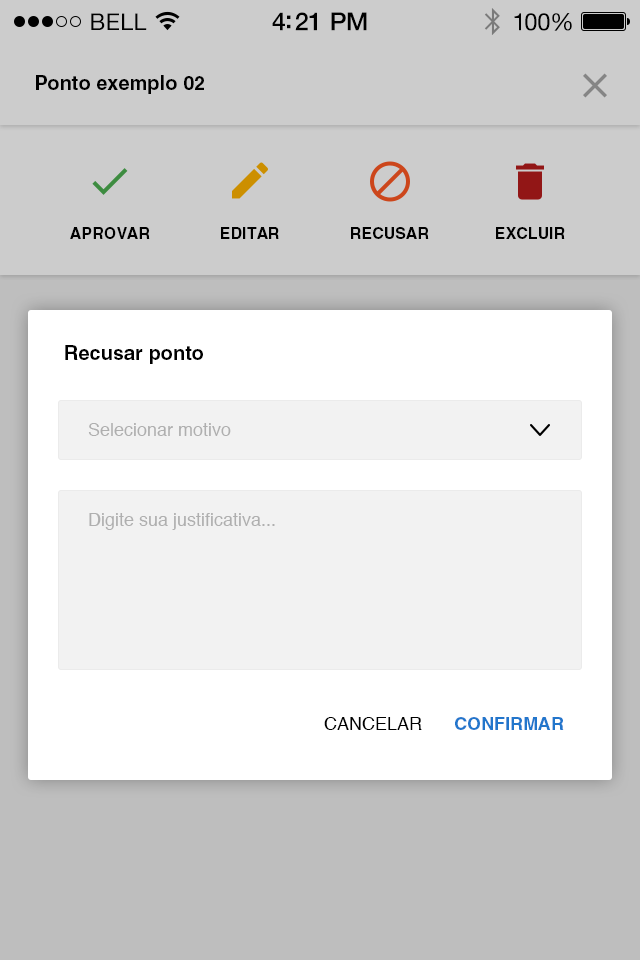 BELL 4:21 PM 100%
Ponto exemplo 02
APROVAR EDITAR RECUSAR EXCLUIR
Recusar ponto
Selecionar motivo
Digite sua justificativa...
CANCELAR CONFIRMAR